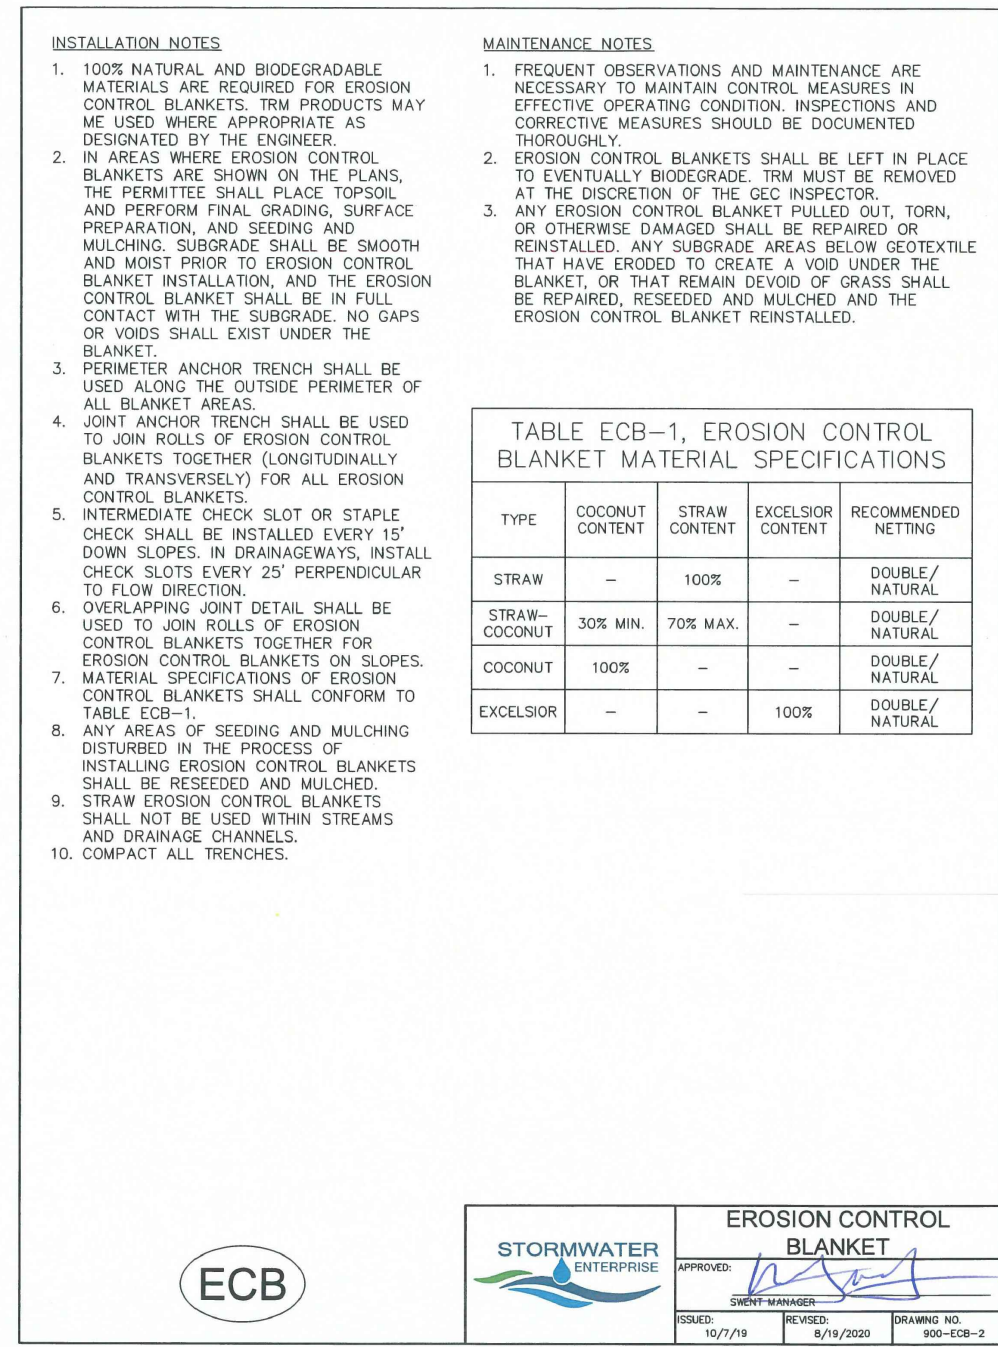 INSTALLATION NOTES
1. 100% NATURAL AND BIODEGRADABLE
MATERIALS ARE REQUIRED FOR EROSION
CONTROL BLANKETS. TRM PRODUCTS MAY
ME USED WHERE APPROPRIATE AS
DESIGNATED BY THE ENGINEER.
2. IN AREAS WHERE EROSION CONTROL
BLANKETS ARE SHOWN ON THE PLANS,
THE PERMITTEE SHALL PLACE TOPSOIL
AND PERFORM FINAL GRADING, SURFACE
PREPARATION, AND SEEDING AND
MULCHING. SUBGRADE SHALL BE SMOOTH
AND MOIST PRIOR TO EROSION CONTROL
BLANKET INSTALLATION, AND THE EROSION
CONTROL BLANKET SHALL BE IN FULL
CONTACT WITH THE SUBGRADE. NO GAPS
OR VOIDS SHALL EXIST UNDER THE
BLANKET.
3. PERIMETER ANCHOR TRENCH SHALL BE
USED ALONG THE OUTSIDE PERIMETER OF
ALL BLANKET AREAS.
4. JOINT ANCHOR TRENCH SHALL BE USED
TO JOIN ROLLS OF EROSION CONTROL
BLANKETS TOGETHER (LONGITUDINALLY
AND TRANSVERSELY) FOR ALL EROSION
CONTROL BLANKETS.
5. INTERMEDIATE CHECK SLOT OR STAPLE
CHECK SHALL BE INSTALLED EVERY 15'
DOWN SLOPES. IN DRAINAGEWAYS, INSTALL
CHECK SLOTS EVERY 25' PERPENDICULAR
TO FLOW DIRECTION.
6. OVERLAPPING JOINT DETAIL SHALL BE
USED TO JOIN ROLLS OF EROSION
CONTROL BLANKETS TOGETHER FOR
EROSION CONTROL BLANKETS ON SLOPES.
7. MATERIAL SPECIFICATIONS OF EROSION
CONTROL BLANKETS SHALL CONFORM TO
TABLE ECB-1.
8. ANY AREAS OF SEEDING AND MULCHING
DISTURBED IN THE PROCESS OF
INSTALLING EROSION CONTROL BLANKETS
SHALL BE RESEEDED AND MULCHED.
9. STRAW EROSION CONTROL BLANKETS
SHALL NOT BE USED WITHIN STREAMS
AND DRAINAGE CHANNELS.
10. COMPACT ALL TRENCHES.
MAINTENANCE NOTES
1. FREQUENT OBSERVATIONS AND MAINTENANCE ARE
NECESSARY TO MAINTAIN CONTROL MEASURES IN
EFFECTIVE OPERATING CONDITION. INSPECTIONS AND
CORRECTIVE MEASURES SHOULD BE DOCUMENTED
THOROUGHLY.
2. EROSION CONTROL BLANKETS SHALL BE LEFT IN PLACE
TO EVENTUALLY BIODEGRADE. TRM MUST BE REMOVED
AT THE DISCRETION OF THE GEC INSPECTOR.
3. ANY EROSION CONTROL BLANKET PULLED OUT, TORN,
OR OTHERWISE DAMAGED SHALL BE REPAIRED OR
REINSTALLED. ANY SUBGRADE AREAS BELOW GEOTEXTILE
THAT HAVE ERODED TO CREATE A VOID UNDER THE
BLANKET, OR THAT REMAIN DEVOID OF GRASS SHALL
BE REPAIRED, RESEEDED AND MULCHED AND THE
EROSION CONTROL BLANKET REINSTALLED.
TABLE ECB-1, EROSION CONTROL
BLANKET MATERIAL SPECIFICATIONS
TYPE COCONUT CONTENT STRAW CONTENT EXCELSIOR CONTENT RECOMMENDED NETTING
STRAW – 100% – DOUBLE/ NATURAL
STRAW- COCONUT 30% MIN. 70% MAX. – DOUBLE/ NATURAL
COCONUT 100% – – DOUBLE/ NATURAL
EXCELSIOR – – 100% DOUBLE/ NATURAL
ECB
STORMWATER
ENTERPRISE
EROSION CONTROL
BLANKET
APPROVED:
SWENT MANAGER
ISSUED: REVISED: DRAWING NO.
10/7/19 8/19/2020 900-ECB-2